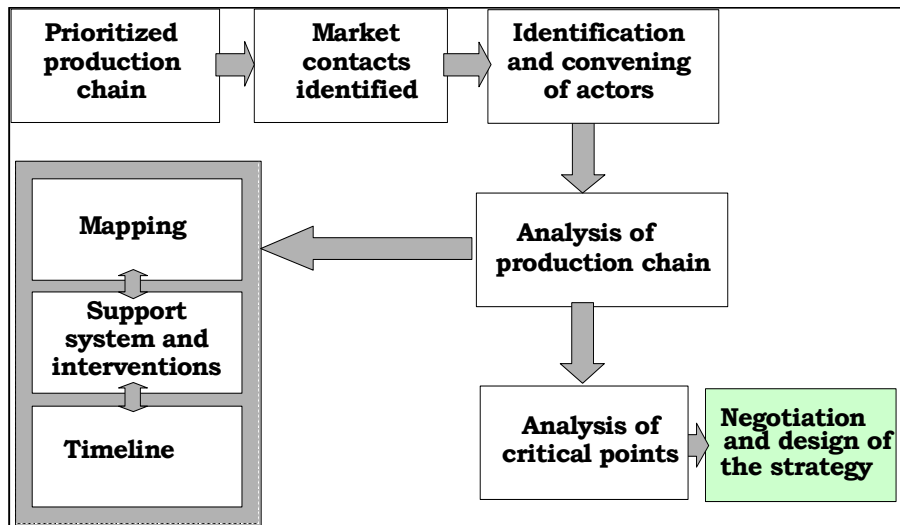 Prioritized
production
chain
Market
contacts
identified
Identification
and convening
of actors
Mapping
Support
system and
interventions
Timeline
Analysis of
production chain
Analysis of
critical points
Negotiation
and design of
the strategy